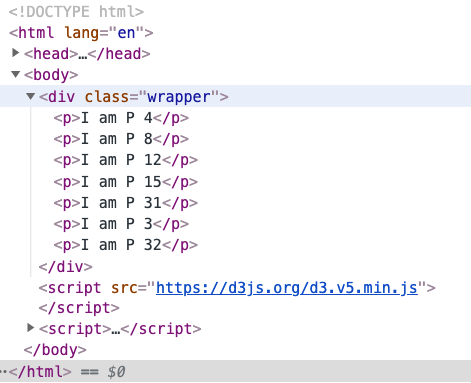 <!DOCTYPE html>
<html lang="en">
<head>…</head>
<body>
<div class="wrapper">
<p>I am P 4</p>
<p>I am P 8</p>
<p>I am P 12</p>
<p>I am P 15</p>
<p>I am P 31</p>
<p>I am P 3</p>
<p>I am P 32</p>
</div>
<script src="https://d3js.org/d3.v5.min.js">
</script>
<script>…</script>
</body>
…</html> == $0